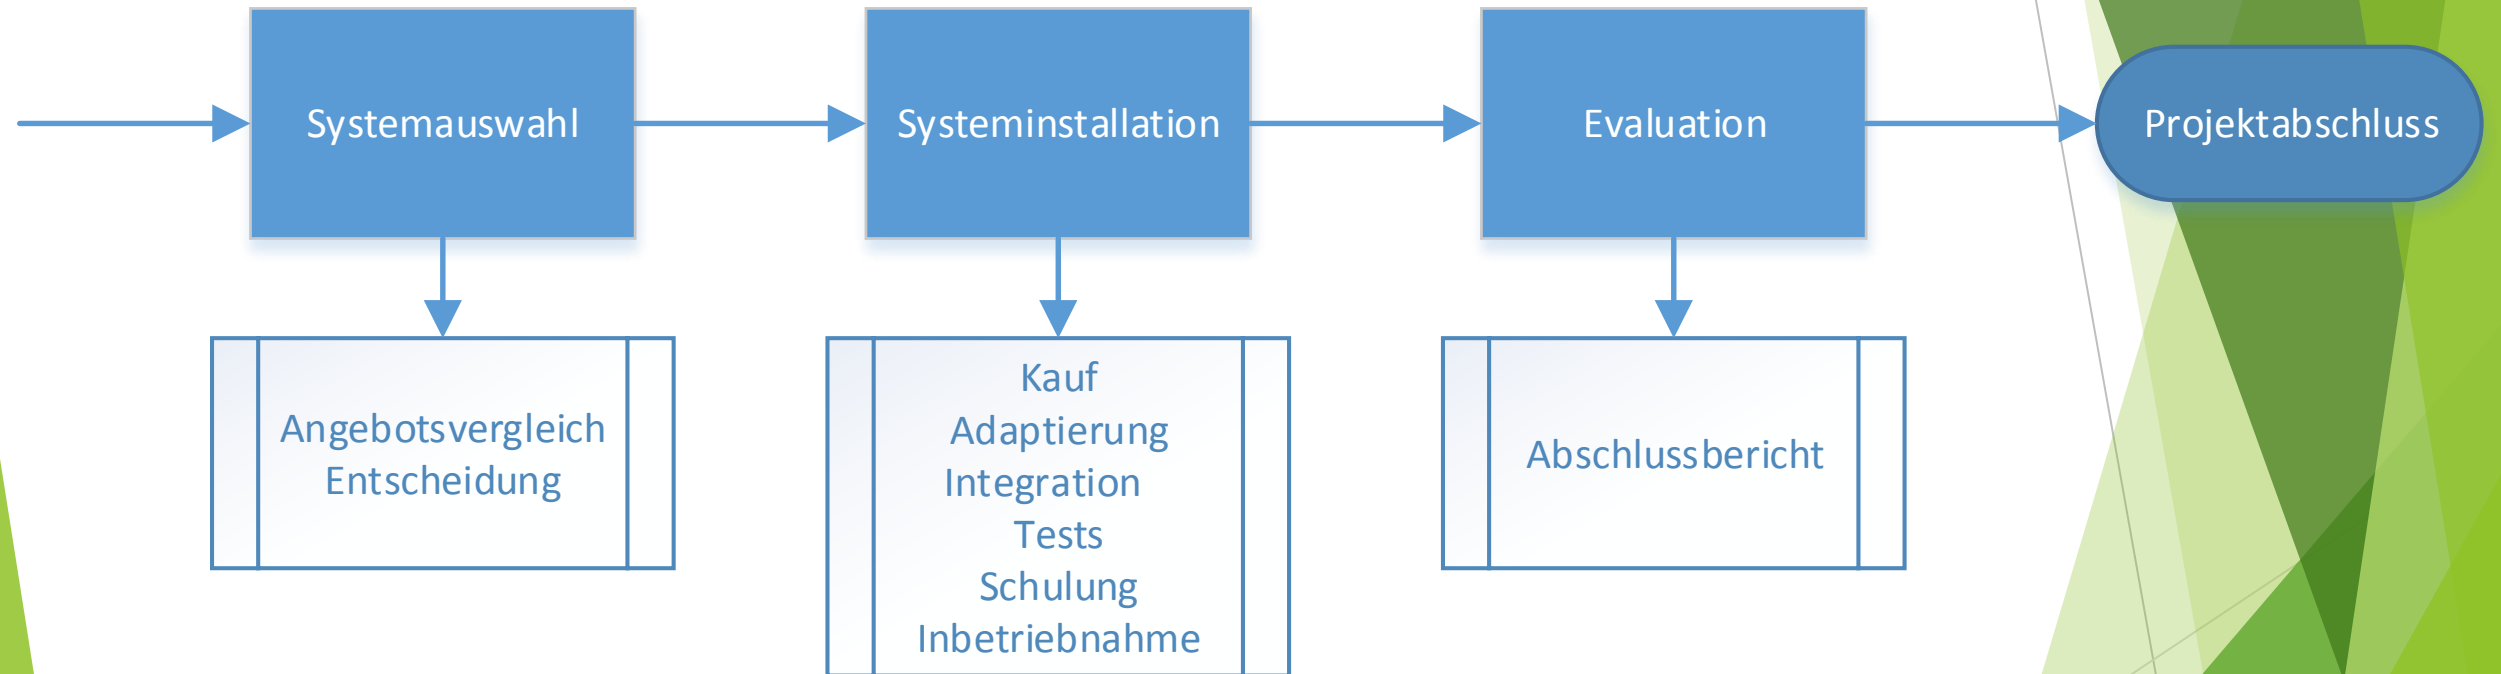 Systemauswahl
Systeminstallation
Evaluation
Projektabschluss
Angebotsvergleich
Entscheidung
Kauf
Adaptierung
Integration
Tests
Schulung
Inbetriebnahme
Abschlussbericht